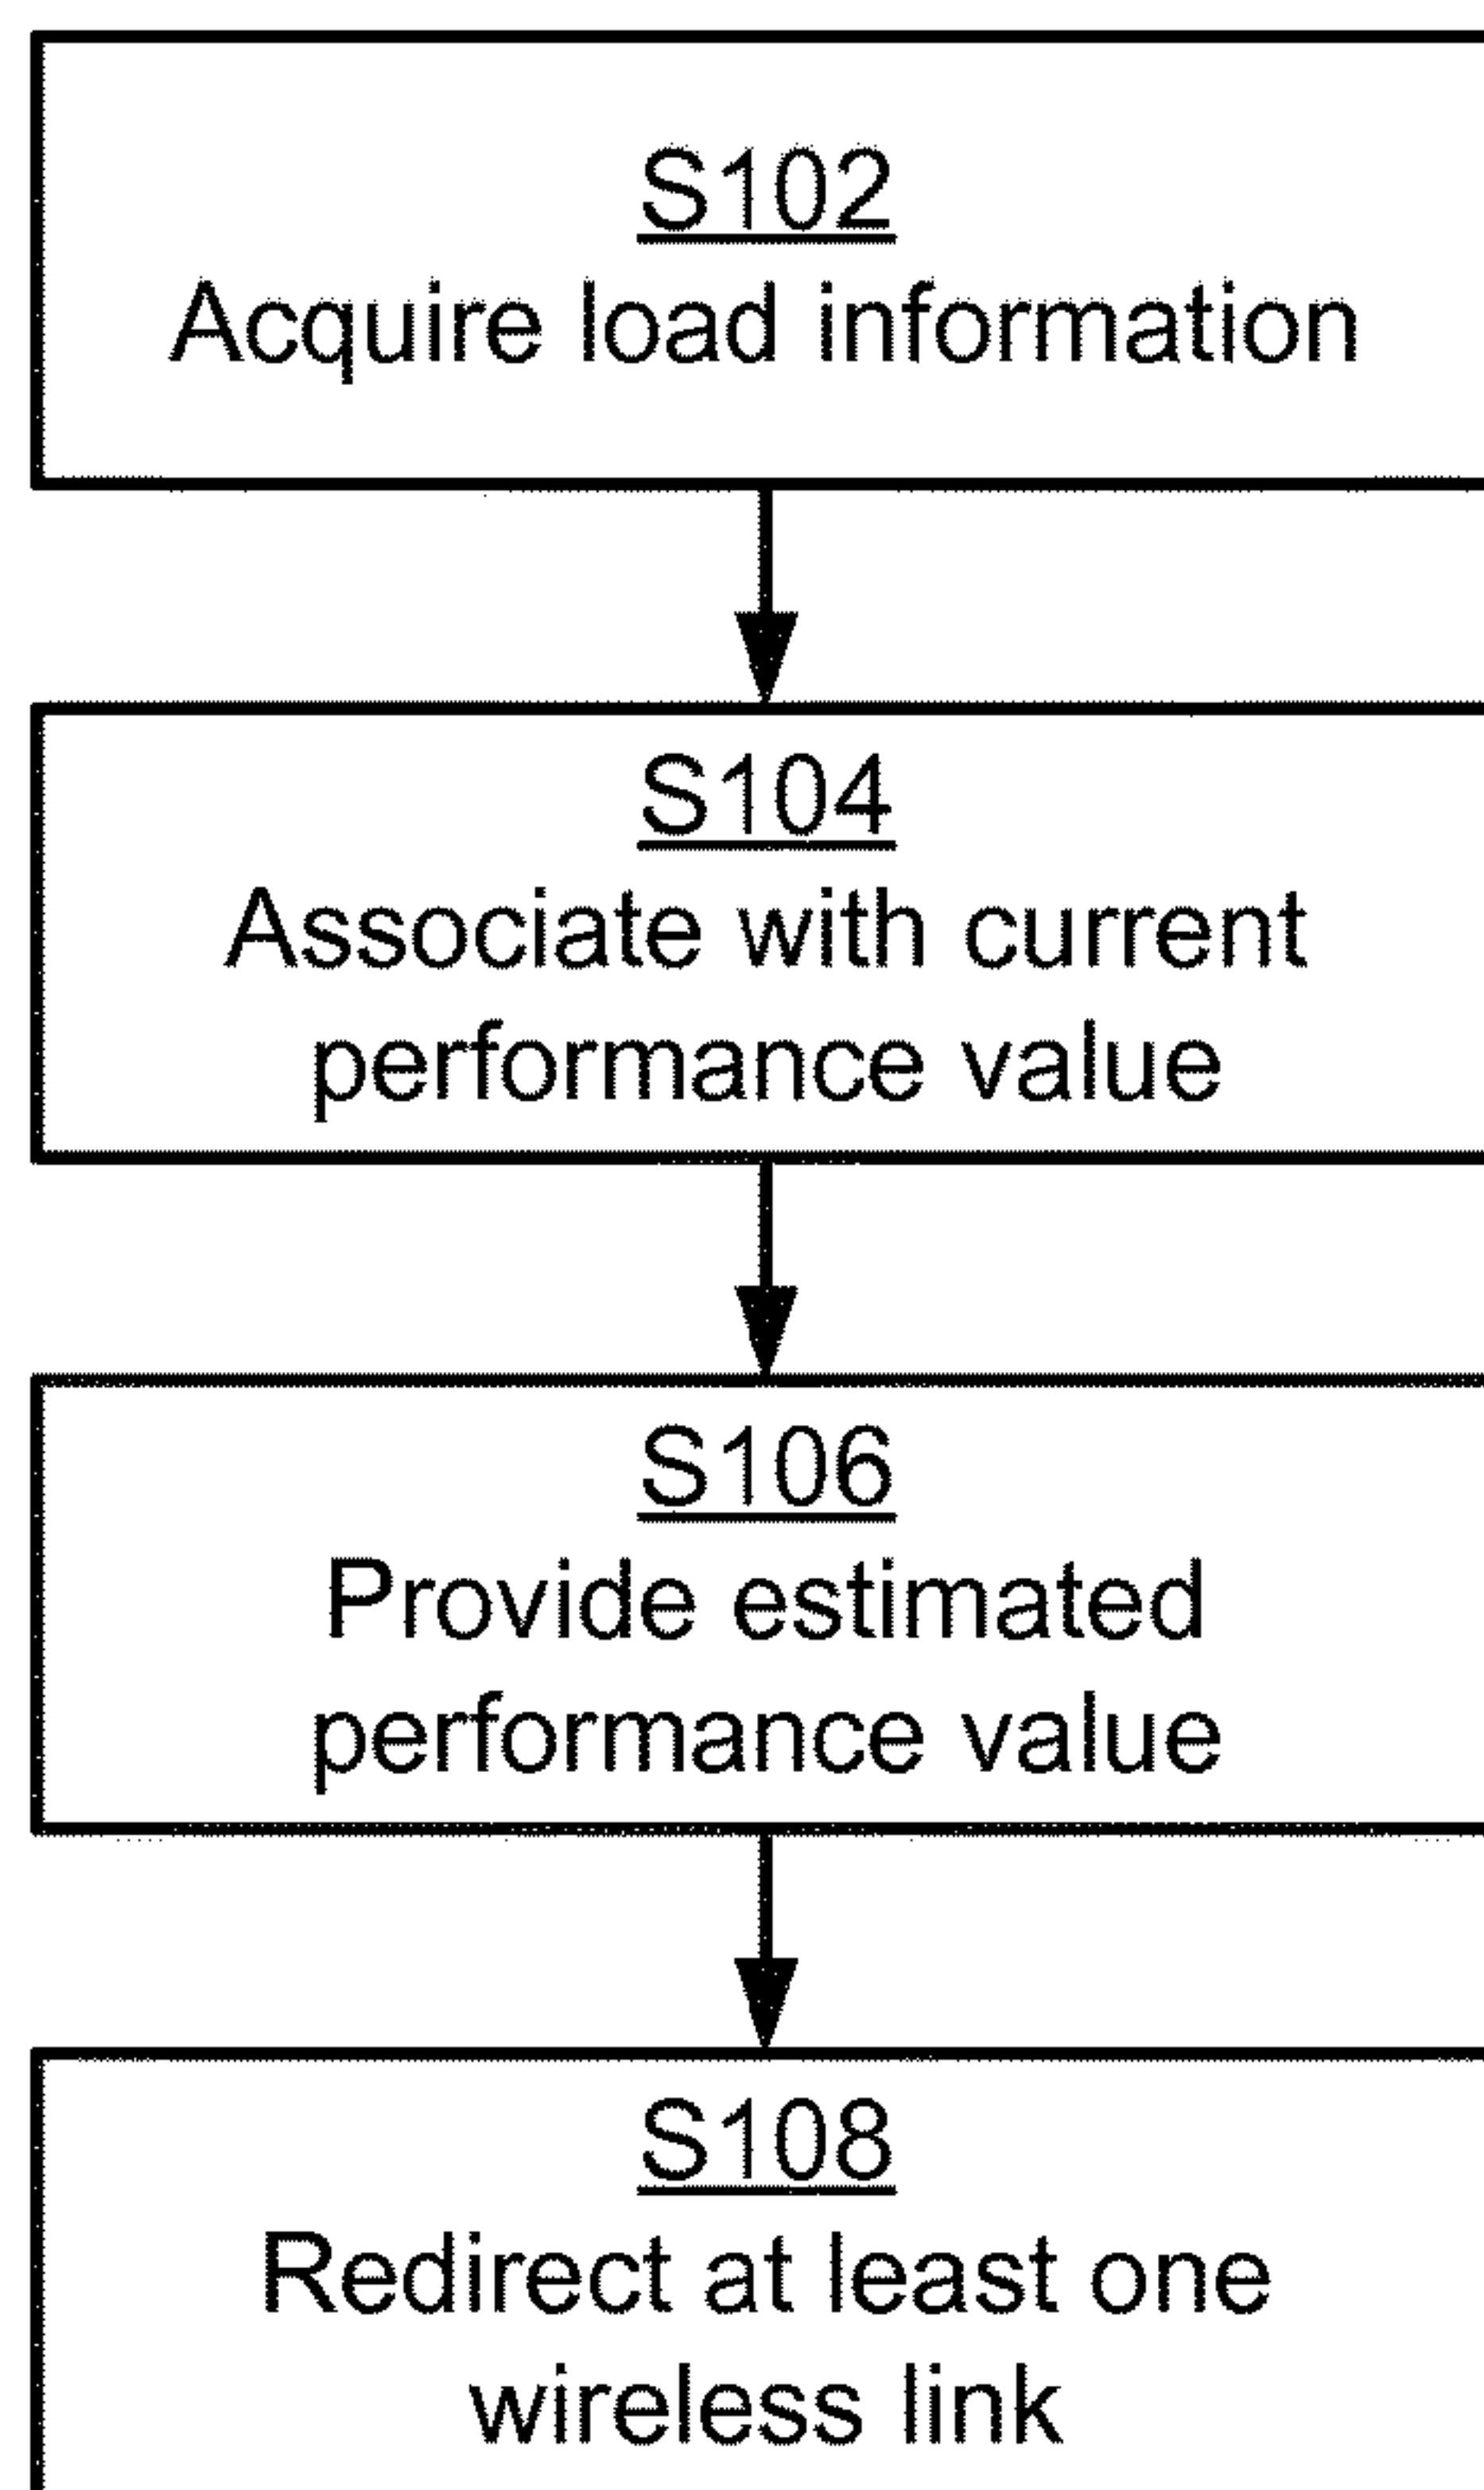 S102
Acquire load information
S104
Associate with current
performance value
S106
Provide estimated
performance value
S108
Redirect at least one
wireless link